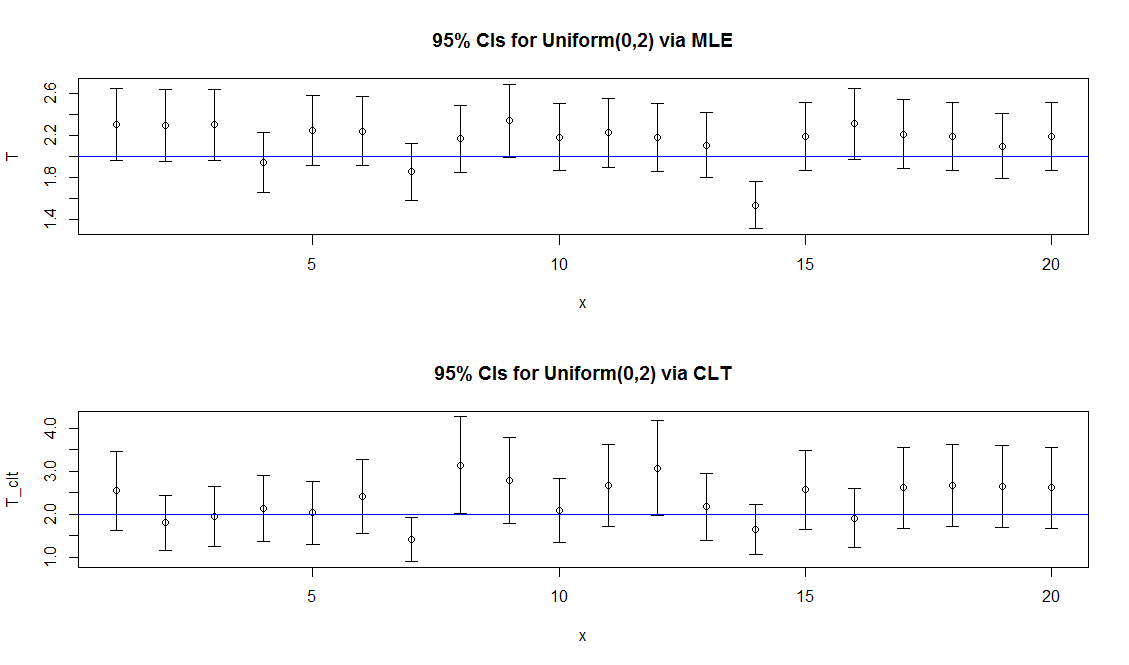 95% CIs for Uniform(0,2) via MLE
T
2.6
2.2
1.8
1.4
5 10 15 20
x
95% CIs for Uniform(0,2) via CLT
T_clt
4.0
3.0
2.0
1.0
5 10 15 20
x